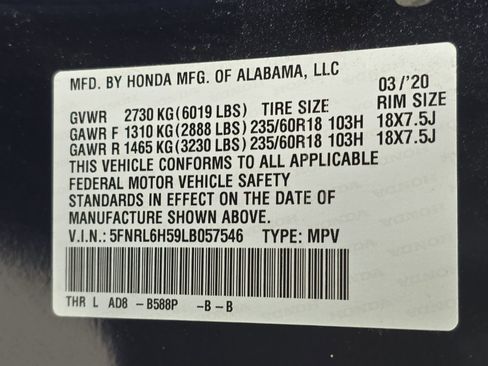 MFD. BY HONDA MFG. OF ALABAMA, LLC 03/'20
GVWR 2730 KG (6019 LBS) TIRE SIZE RIM SIZE
GAWR F 1310 KG (2888 LBS) 235/60R18 103H 18X7.5J
GAWR R 1465 KG (3230 LBS) 235/60R18 103H 18X7.5J
THIS VEHICLE CONFORMS TO ALL APPLICABLE
FEDERAL MOTOR VEHICLE SAFETY
STANDARDS IN EFFECT ON THE DATE OF
MANUFACTURE SHOWN ABOVE.
V.I.N.: 5FNRL6H59LB057546 TYPE: MPV
THR L AD8 -B588P -B-B